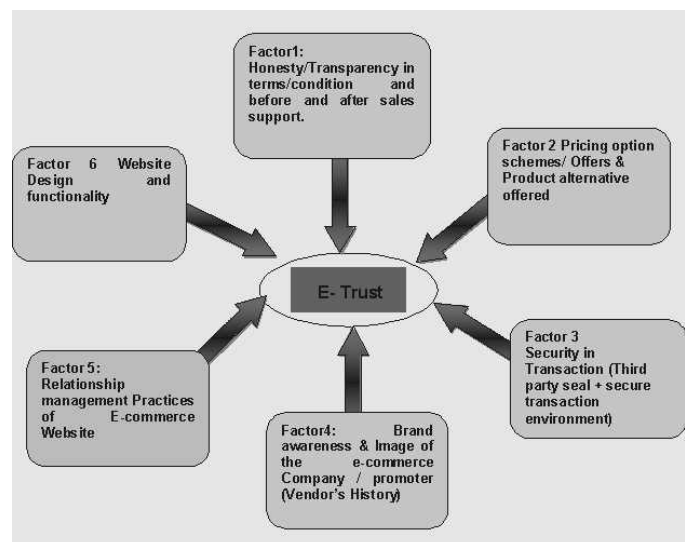 Factor1:
Honesty/Transparency in
terms/condition and
before and after sales
support.
Factor 2 Pricing option
schemes/ Offers &
Product alternative
offered
Factor 3
Security in
Transaction (Third
party seal + secure
transaction
environment)
Factor4: Brand
awareness & Image of
the e-commerce
Company / promoter
(Vendor's History)
Factor 5:
Relationship
management Practices
of E-commerce
Website
Factor 6 Website
Design and
functionality
E- Trust